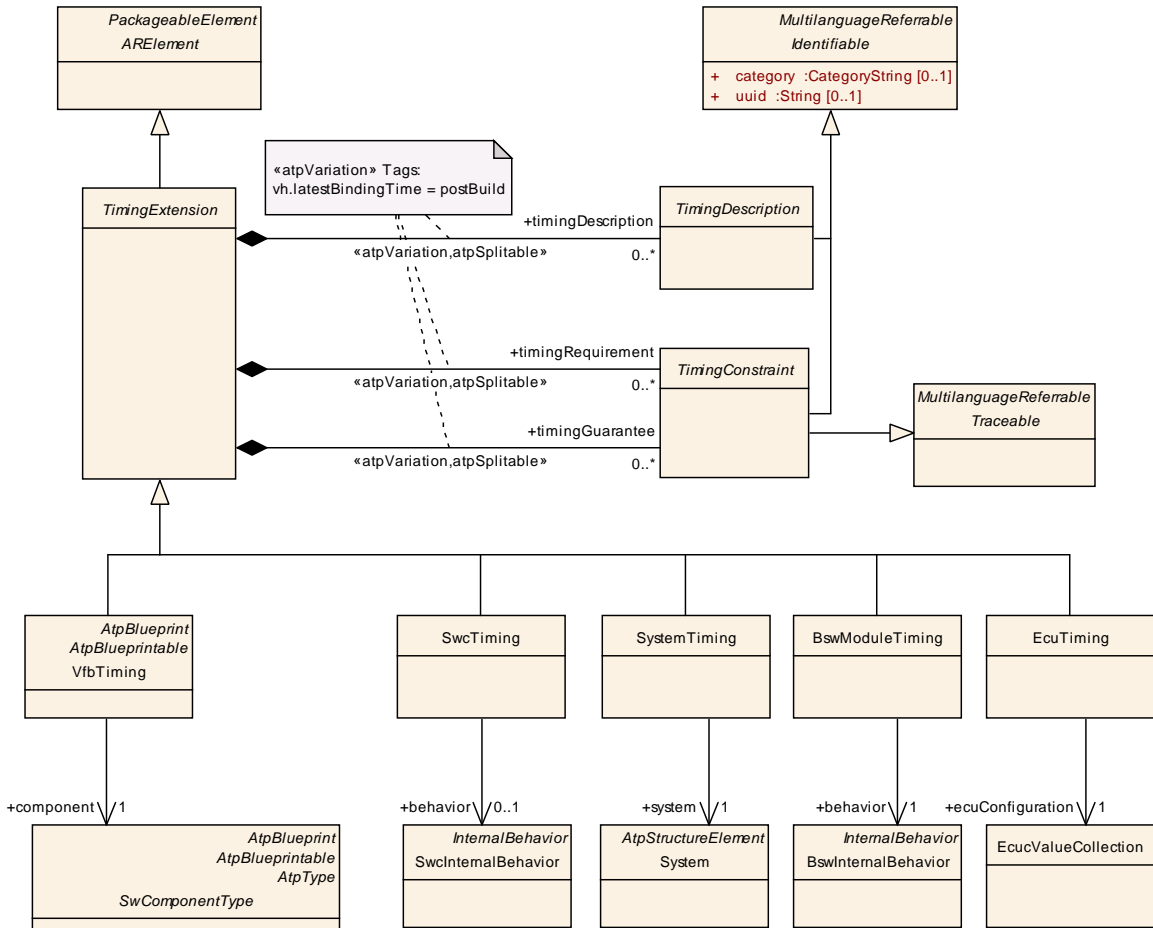 PackageableElement
ARElement
MultilanguageReferrable
Identifiable
+ category :CategoryString [0..1]
+ uuid :String [0..1]
«atpVariation» Tags:
vh.latestBindingTime = postBuild
TimingExtension
TimingDescription
+timingDescription
«atpVariation,atpSplitable»
0..*
+timingRequirement
«atpVariation,atpSplitable»
0..*
TimingConstraint
MultilanguageReferrable
Traceable
+timingGuarantee
«atpVariation,atpSplitable»
0..*
AtpBlueprint
AtpBlueprintable
VfbTiming
SwcTiming
SystemTiming
BswModuleTiming
EcuTiming
+component 1
+behavior 0..1
+system 1
+behavior 1
+ecuConfiguration 1
AtpBlueprint
AtpBlueprintable
AtpType
SwComponentType
InternalBehavior
SwcInternalBehavior
AtpStructureElement
System
InternalBehavior
BswInternalBehavior
EcucValueCollection